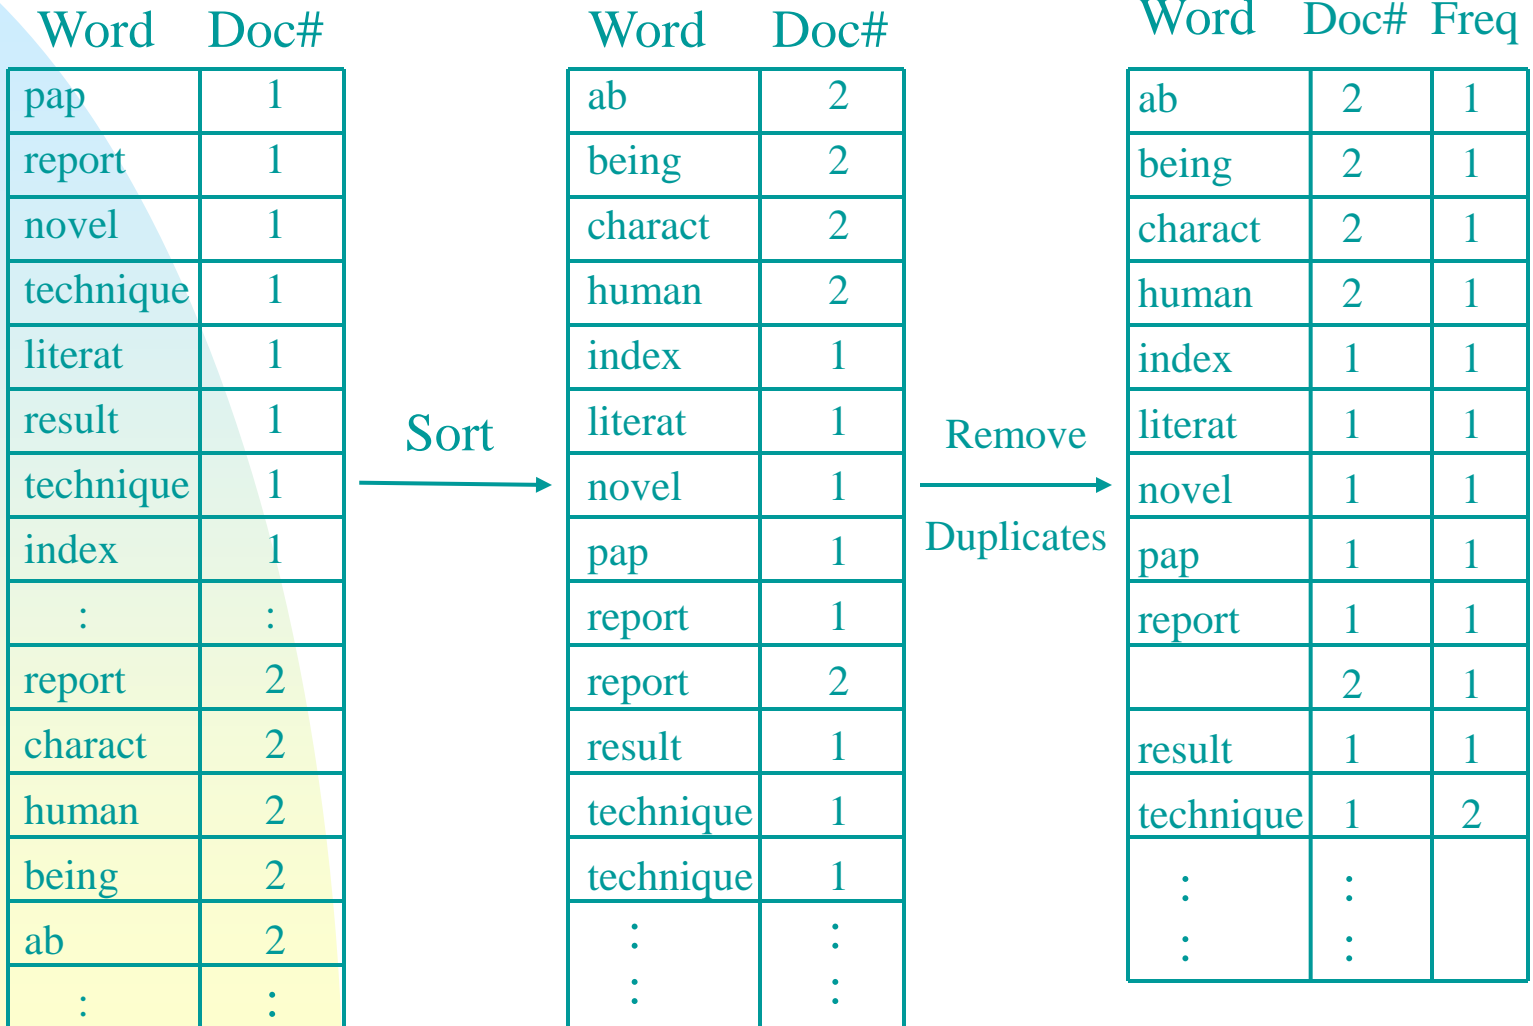 Word Doc#
pap 1
report 1
novel 1
technique 1
literat 1
result 1
technique 1
index 1
: :
report 2
charact 2
human 2
being 2
ab 2
: :
Sort
Word Doc#
ab 2
being 2
charact 2
human 2
index 1
literat 1
novel 1
pap 1
report 1
report 2
result 1
technique 1
technique 1
: :
: :
Remove
Duplicates
Word Doc# Freq
ab 2 1
being 2 1
charact 2 1
human 2 1
index 1 1
literat 1 1
novel 1 1
pap 1 1
report 1 1
2 1
result 1 1
technique 1 2
: :
: :